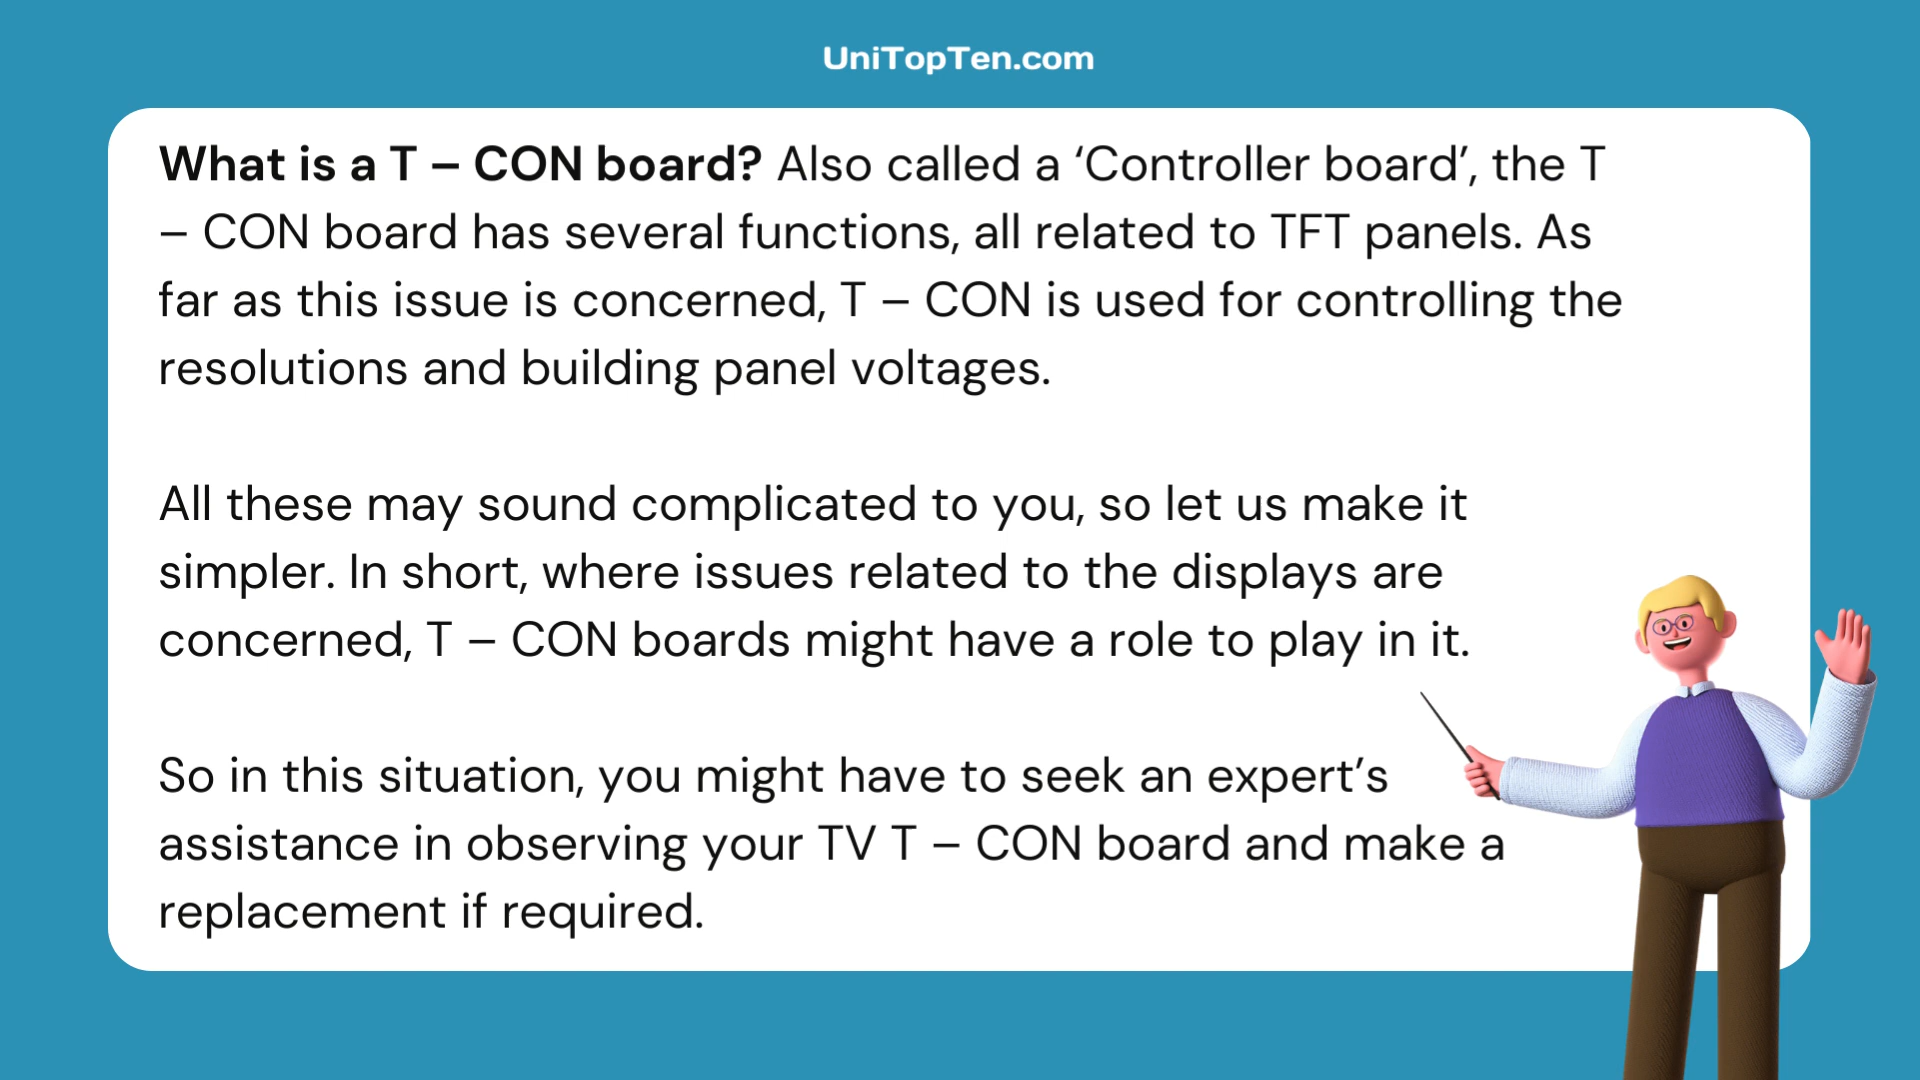 UniTopTen.com
What is a T – CON board? Also called a ‘Controller board’, the T
– CON board has several functions, all related to TFT panels. As
far as this issue is concerned, T – CON is used for controlling the
resolutions and building panel voltages.
All these may sound complicated to you, so let us make it
simpler. In short, where issues related to the displays are
concerned, T – CON boards might have a role to play in it.
So in this situation, you might have to seek an expert’s
assistance in observing your TV T – CON board and make a
replacement if required.